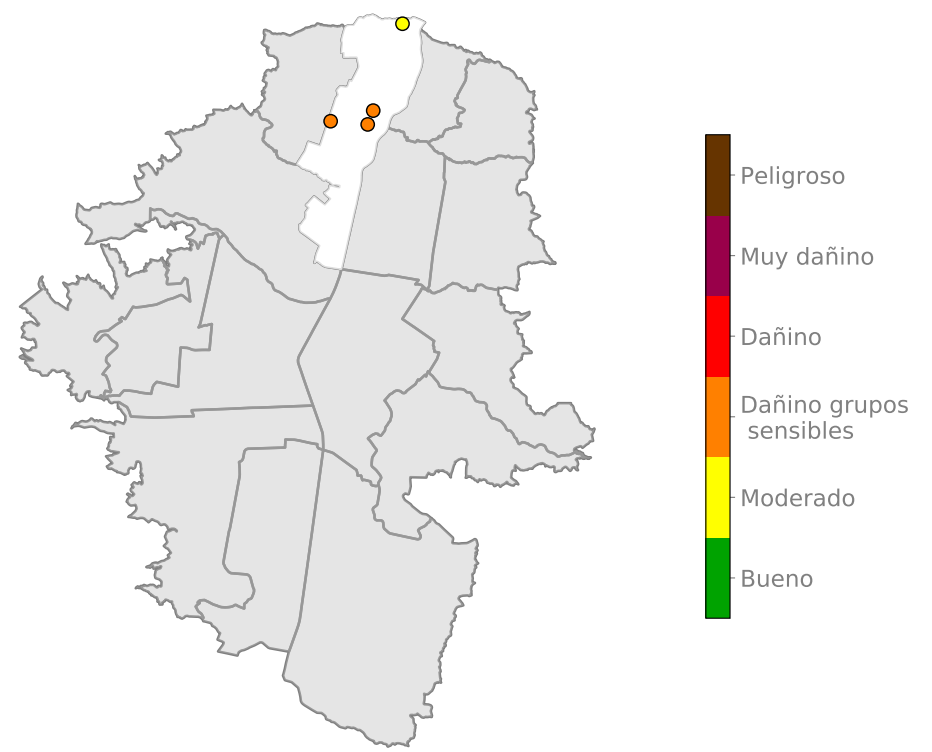 Peligroso
Muy dañino
Dañino
Dañino grupos
sensibles
Moderado
Bueno